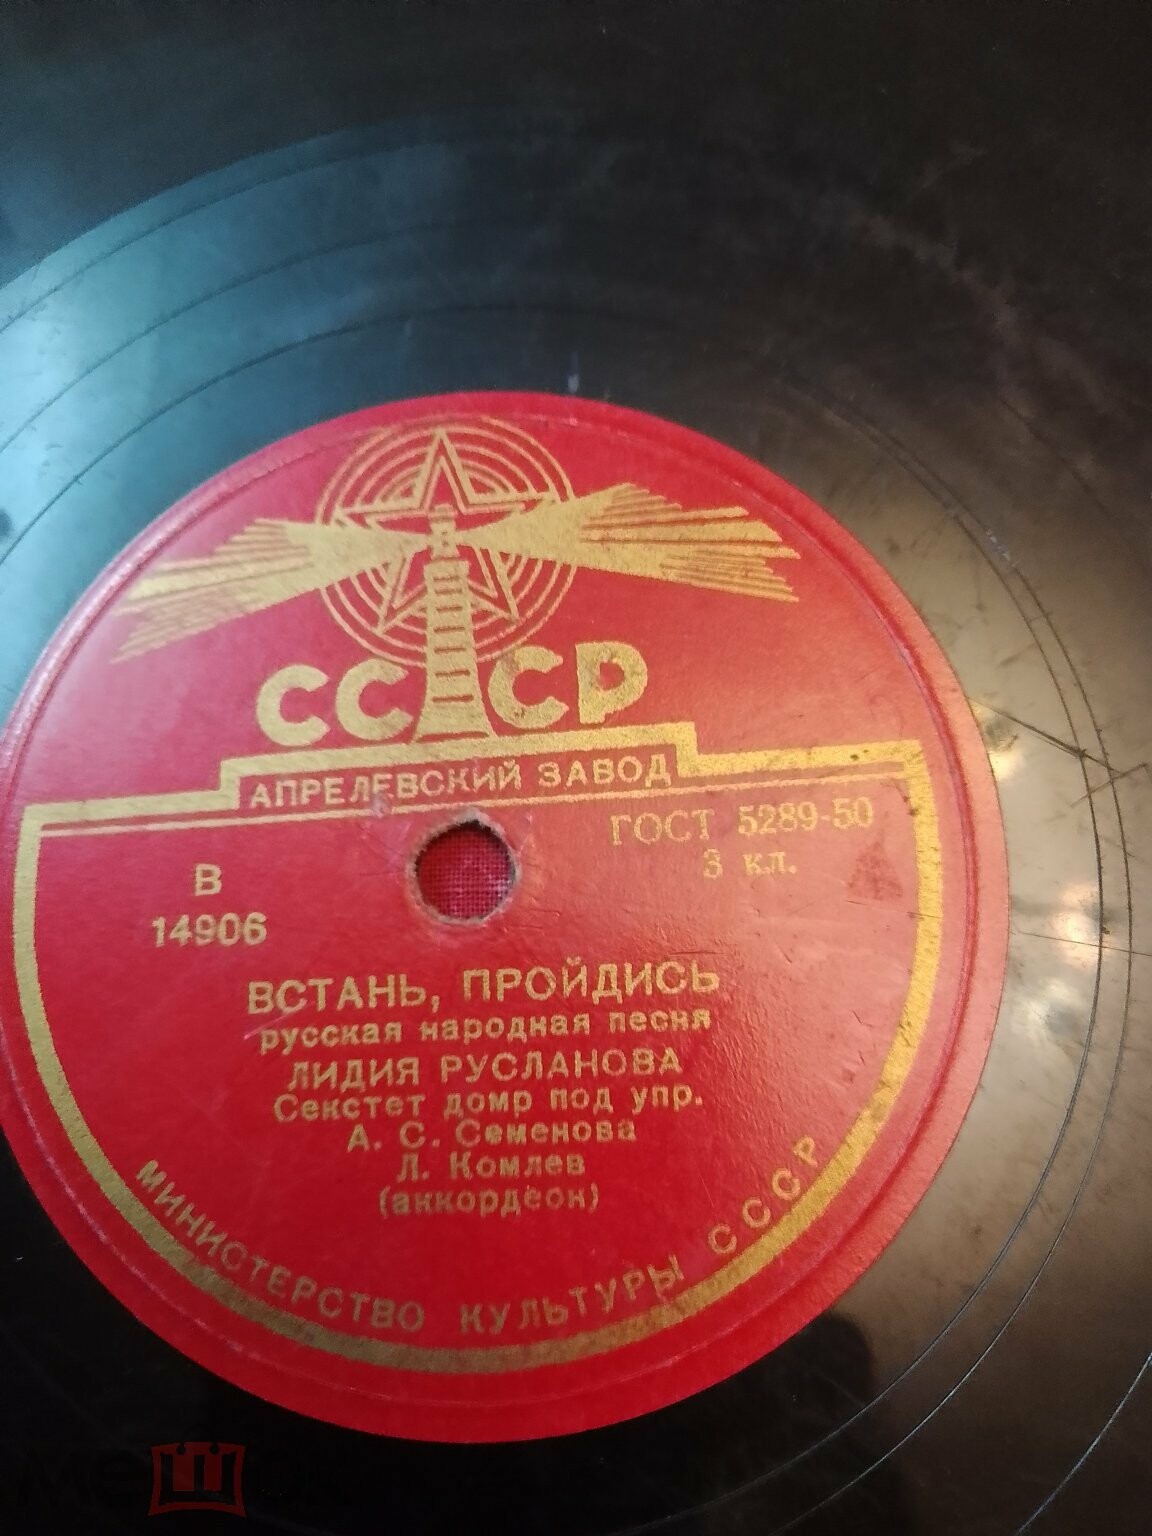 СССР
АПРЕЛЕВСКИЙ ЗАВОД
ГОСТ 5289-50
3 кл.
В
14906
ВСТАНЬ, ПРОЙДИСЬ
русская народная песня
ЛИДИЯ РУСЛАНОВА
Секстет домр под упр.
А. С. Семенова
Л. Комлев
(аккордеон)
МИНИСТЕРСТВО КУЛЬТУРЫ СССР